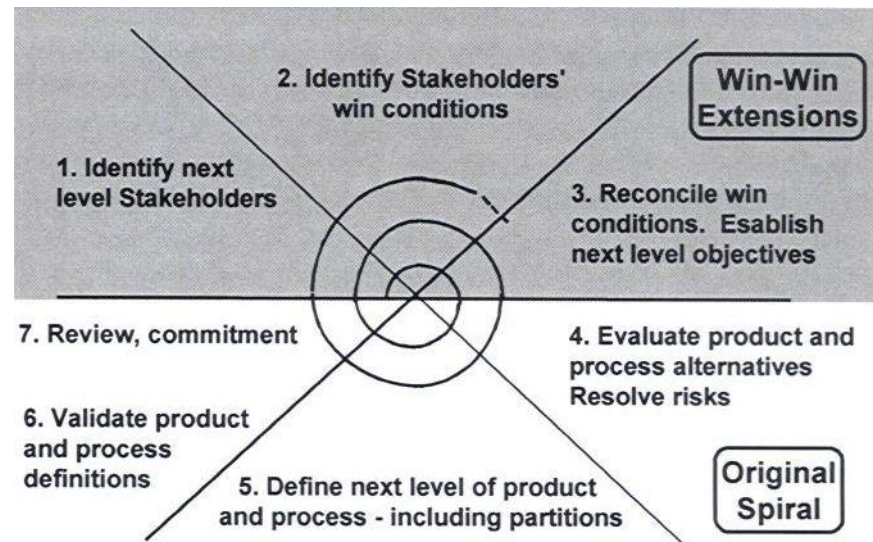 2. Identify Stakeholders'
win conditions
Win-Win
Extensions
1. Identify next
level Stakeholders
3. Reconcile win
conditions. Esablish
next level objectives
7. Review, commitment
4. Evaluate product and
process alternatives
Resolve risks
6. Validate product
and process
definitions
5. Define next level of product
and process - including partitions
Original
Spiral